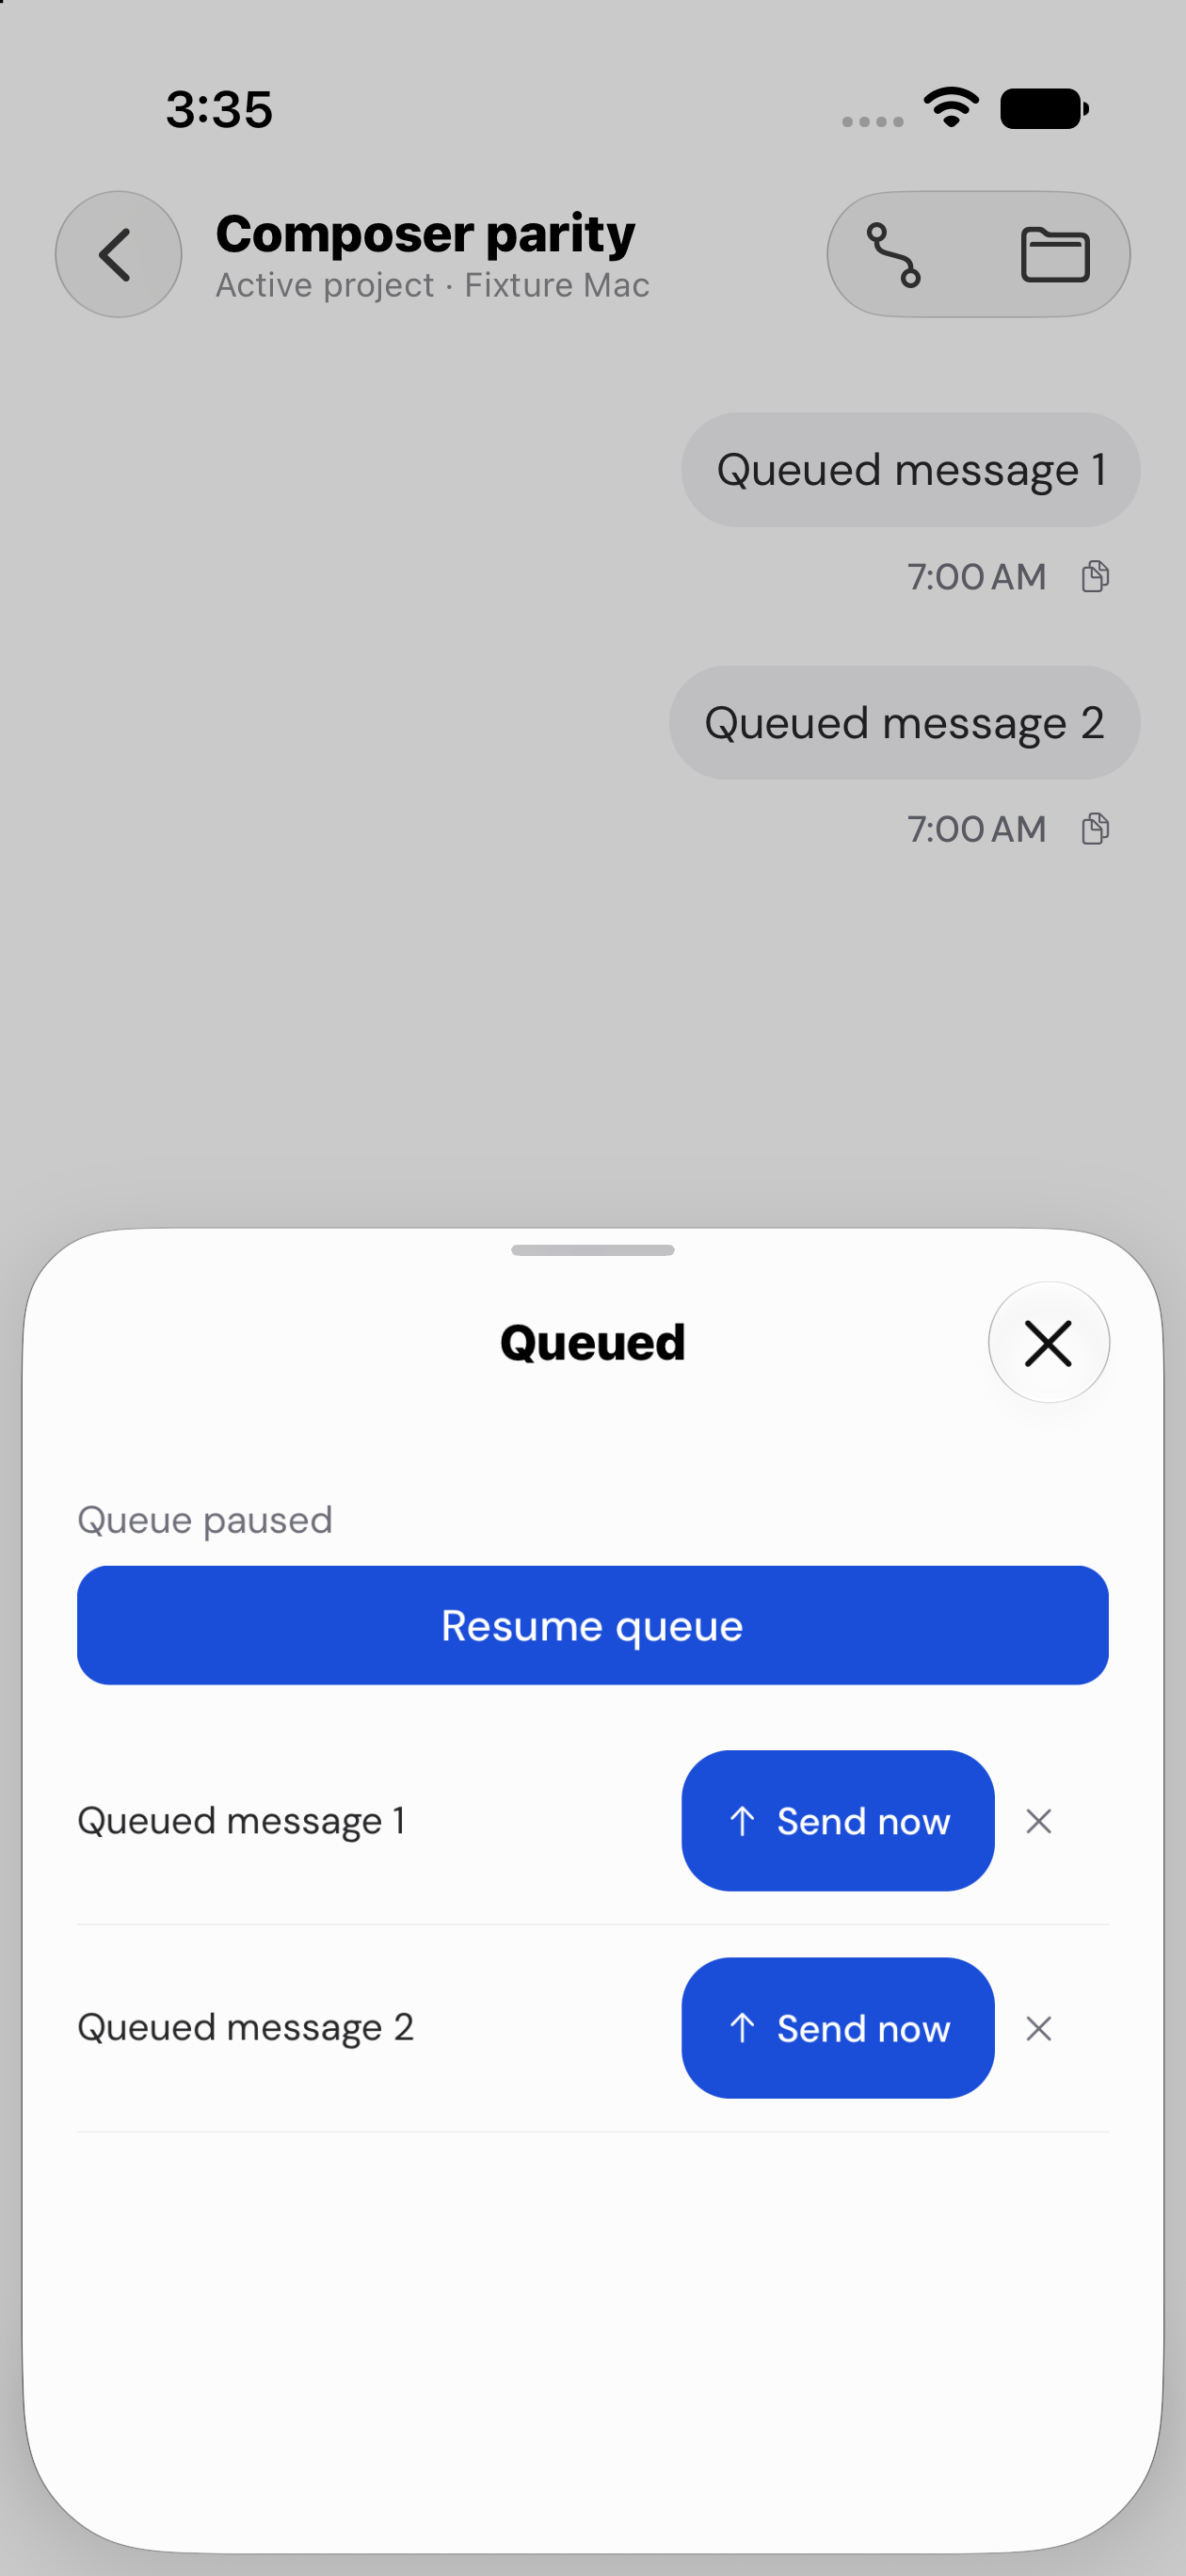 3:35
Composer parity
Active project · Fixture Mac
Queued message 1
7:00 AM
Queued message 2
7:00 AM
Queued
Queue paused
Resume queue
Queued message 1
Send now
Queued message 2
Send now